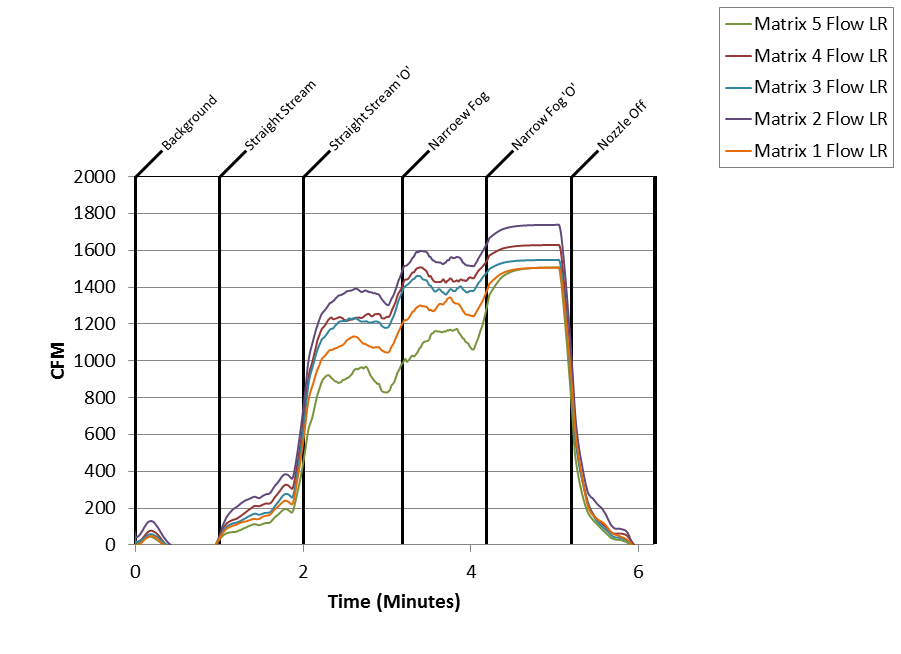 Matrix 5 Flow LR
Matrix 4 Flow LR
Matrix 3 Flow LR
Matrix 2 Flow LR
Matrix 1 Flow LR
Background
Straight Stream
Straight Stream 'O'
Narroew Fog
Narrow Fog 'O'
Nozzle Off
2000
1800
1600
1400
1200
1000
800
600
400
200
0
CFM
0 2 4 6
Time (Minutes)